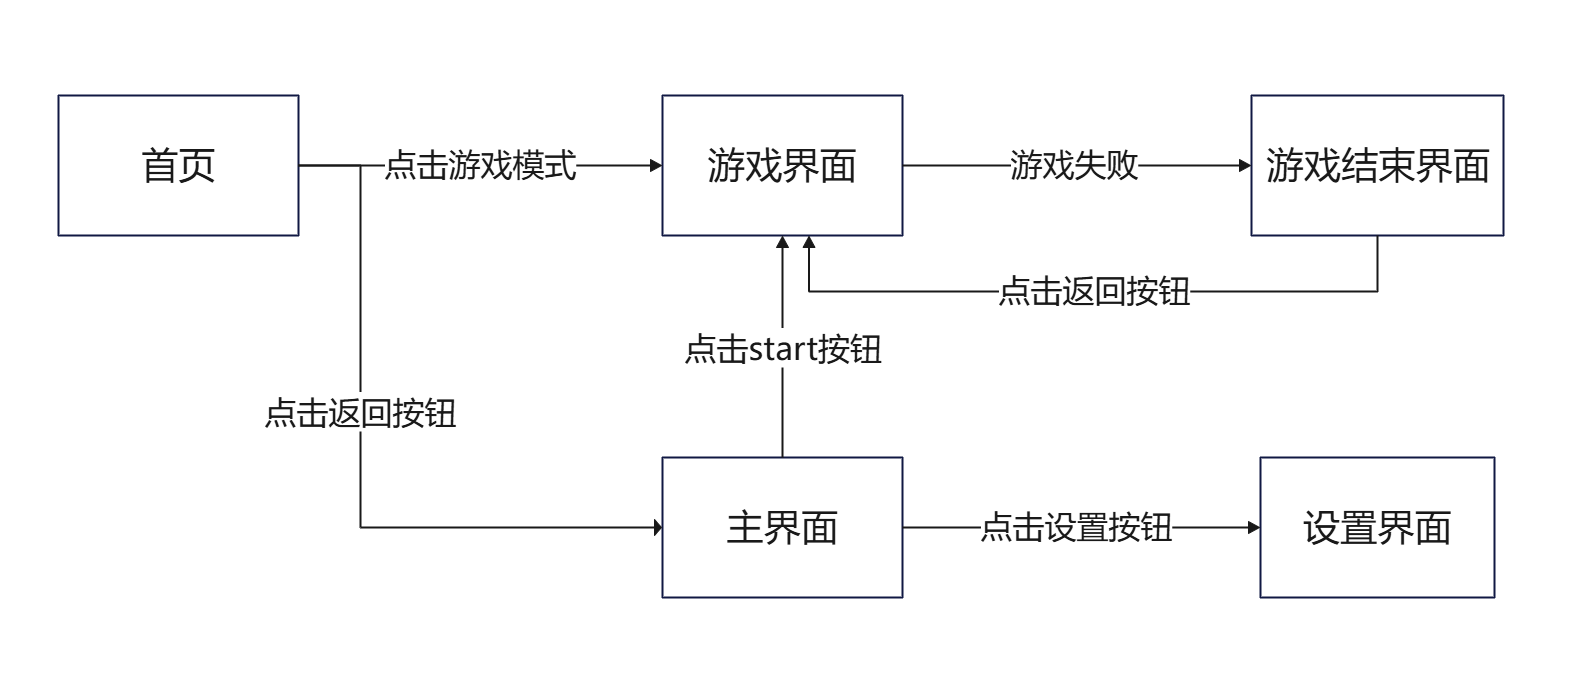 首页
点击游戏模式
游戏界面
游戏失败
游戏结束界面
点击返回按钮
点击start按钮
点击返回按钮
主界面
点击设置按钮
设置界面